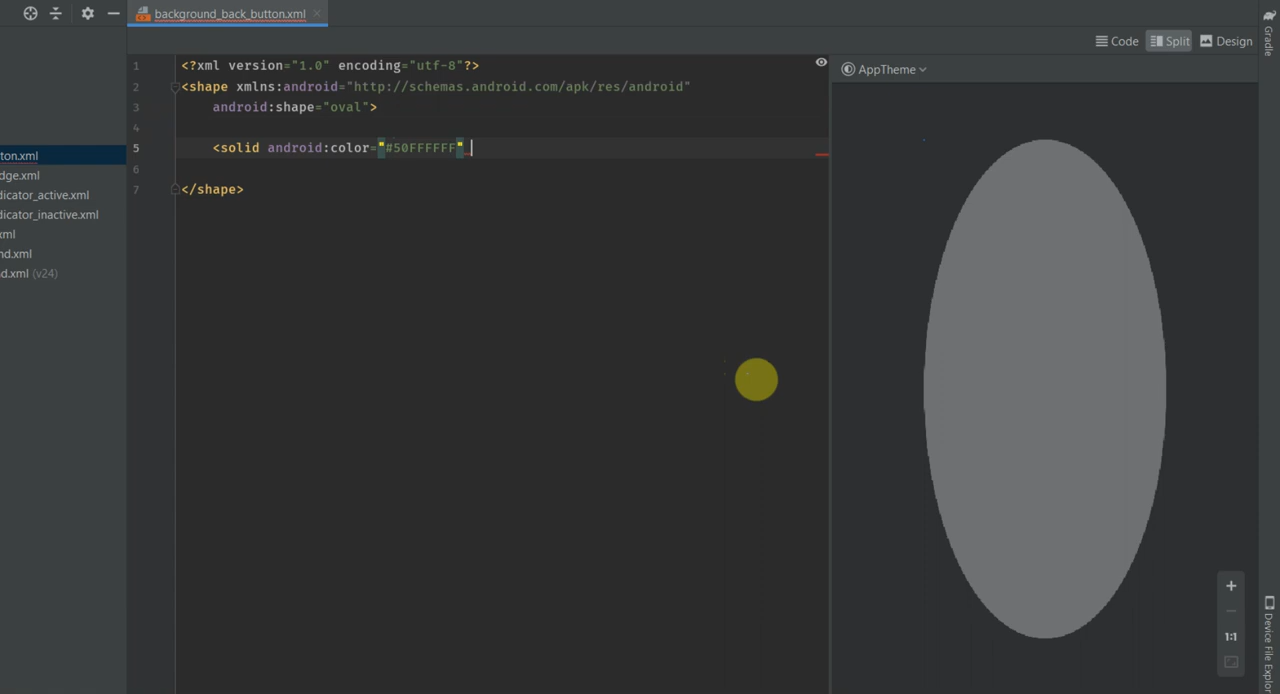 background_back_button.xml
Code Split Design
Gradle
AppTheme
1 <?xml version="1.0" encoding="utf-8"?>
2 <shape xmlns:android="http://schemas.android.com/apk/res/android"
3 android:shape="oval">
4
5 <solid android:color="#50FFFFFF"
6
7 </shape>
ton.xml
dge.xml
dicator_active.xml
dicator_inactive.xml
xml
nd.xml
d.xml (v24)
1:1
Device File Explor